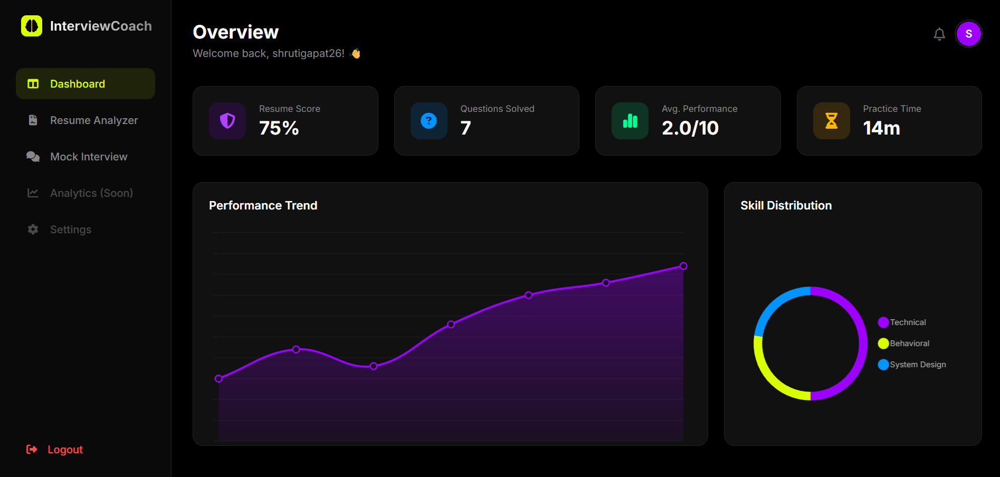 InterviewCoach
Dashboard
Resume Analyzer
Mock Interview
Analytics (Soon)
Settings
Logout
Overview
Welcome back, shrutigapat26! 👋
S
Resume Score
75%
?
Questions Solved
7
Avg. Performance
2.0/10
Practice Time
14m
Performance Trend
Skill Distribution
Technical
Behavioral
System Design